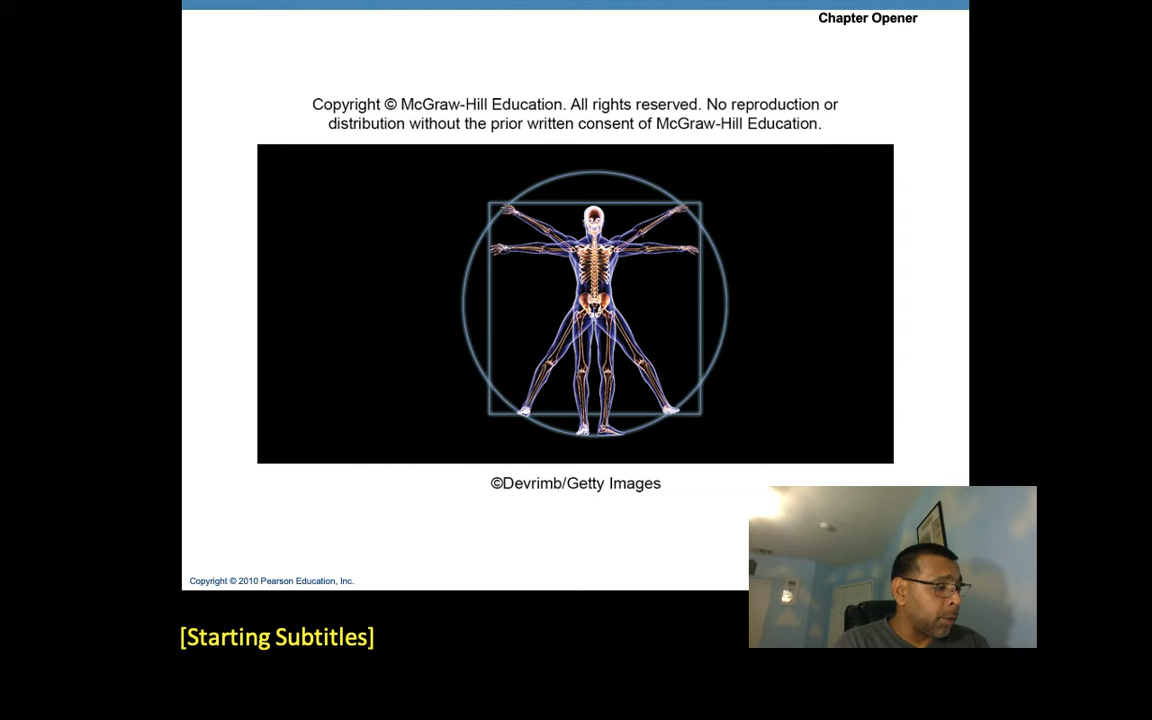 Chapter Opener
Copyright © McGraw-Hill Education. All rights reserved. No reproduction or
distribution without the prior written consent of McGraw-Hill Education.
©Devrimb/Getty Images
Copyright © 2010 Pearson Education, Inc.
[Starting Subtitles]